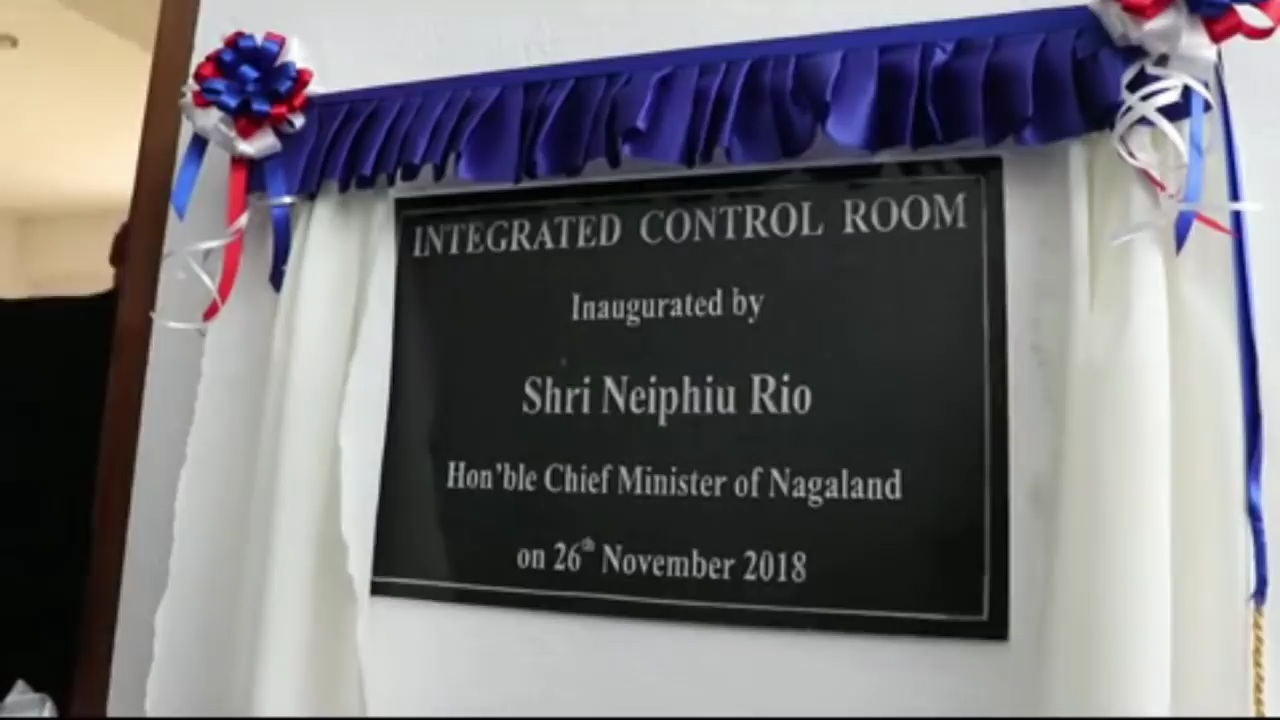 INTEGRATED CONTROL ROOM
Inaugurated by
Shri Neiphiu Rio
Hon'ble Chief Minister of Nagaland
on 26th November 2018